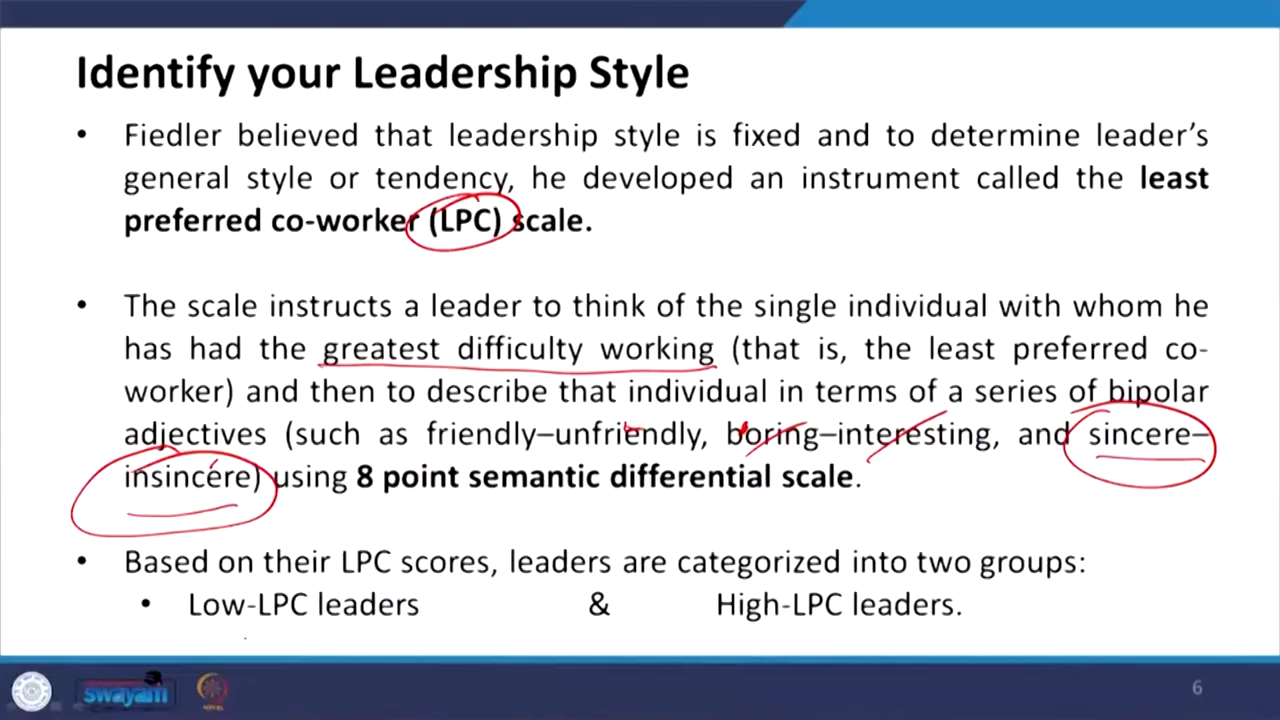 Identify your Leadership Style
• Fiedler believed that leadership style is fixed and to determine leader's
general style or tendency, he developed an instrument called the least
preferred co-worker (LPC) scale.
• The scale instructs a leader to think of the single individual with whom he
has had the greatest difficulty working (that is, the least preferred co-
worker) and then to describe that individual in terms of a series of bipolar
adjectives (such as friendly–unfriendly, boring–interesting, and sincere–
insincere) using 8 point semantic differential scale.
• Based on their LPC scores, leaders are categorized into two groups:
• Low-LPC leaders & High-LPC leaders.
swayam
6